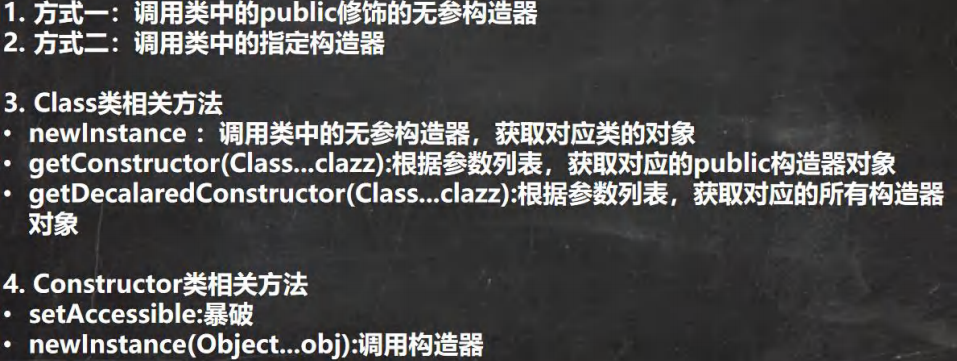 1. 方式一：调用类中的public修饰的无参构造器
2. 方式二：调用类中的指定构造器
3. Class类相关方法
• newInstance ：调用类中的无参构造器，获取对应类的对象
• getConstructor(Class...clazz):根据参数列表，获取对应的public构造器对象
• getDecalaredConstructor(Class...clazz):根据参数列表，获取对应的所有构造器
对象
4. Constructor类相关方法
• setAccessible:暴破
• newInstance(Object...obj):调用构造器